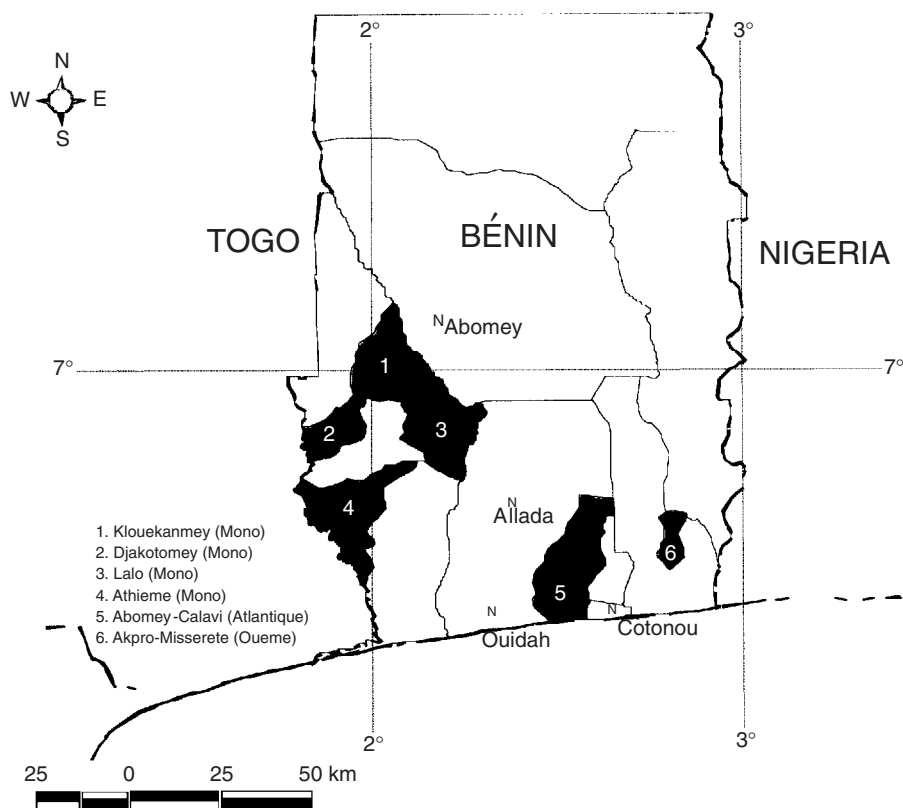 2°
3°
N
W
E
S
TOGO
BÉNIN
NIGERIA
N Abomey
7°
7°
1
2
3
N
Allada
4
1. Klouekanmey (Mono)
2. Djakotomey (Mono)
3. Lalo (Mono)
4. Athieme (Mono)
5. Abomey-Calavi (Atlantique)
6. Akpro-Misserete (Oueme)
6
5
N
Ouidah
N
Cotonou
2°
3°
25 0 25 50 km